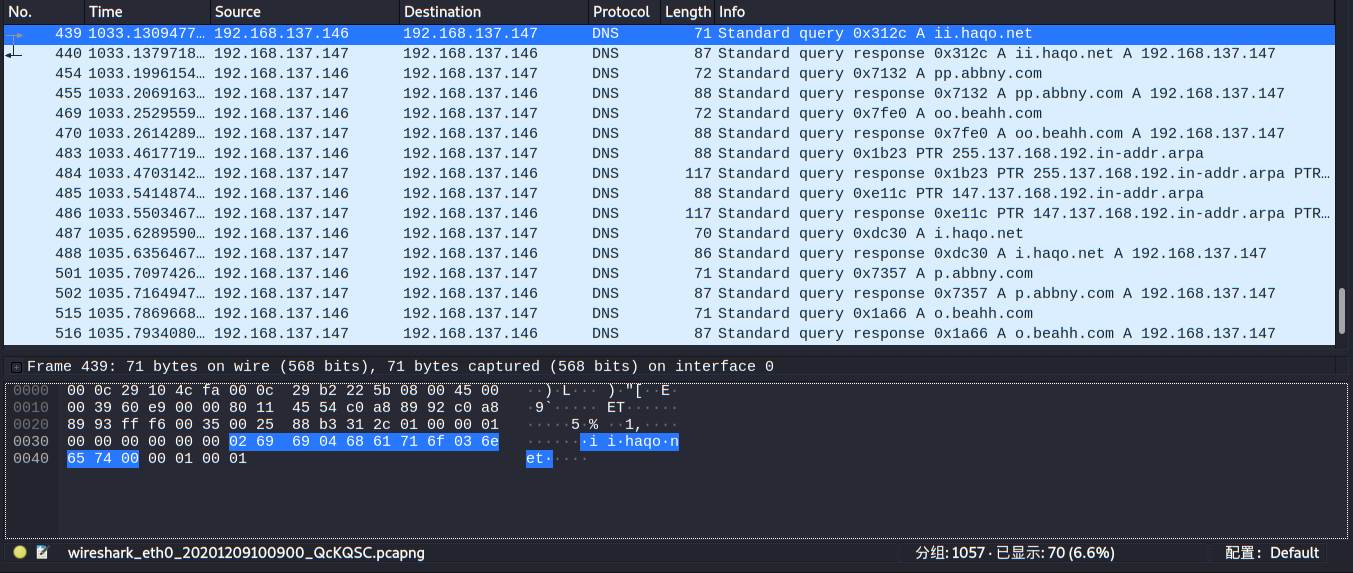 No. Time Source Destination Protocol Length Info
439 1033.1309477… 192.168.137.146 192.168.137.147 DNS 71 Standard query 0x312c A ii.haqo.net
440 1033.1379718… 192.168.137.147 192.168.137.146 DNS 87 Standard query response 0x312c A ii.haqo.net A 192.168.137.147
454 1033.1996154… 192.168.137.146 192.168.137.147 DNS 72 Standard query 0x7132 A pp.abbny.com
455 1033.2069163… 192.168.137.147 192.168.137.146 DNS 88 Standard query response 0x7132 A pp.abbny.com A 192.168.137.147
469 1033.2529559… 192.168.137.146 192.168.137.147 DNS 72 Standard query 0x7fe0 A oo.beahh.com
470 1033.2614289… 192.168.137.147 192.168.137.146 DNS 88 Standard query response 0x7fe0 A oo.beahh.com A 192.168.137.147
483 1033.4617719… 192.168.137.146 192.168.137.147 DNS 88 Standard query 0x1b23 PTR 255.137.168.192.in-addr.arpa
484 1033.4703142… 192.168.137.147 192.168.137.146 DNS 117 Standard query response 0x1b23 PTR 255.137.168.192.in-addr.arpa PTR…
485 1033.5414874… 192.168.137.146 192.168.137.147 DNS 88 Standard query 0xe11c PTR 147.137.168.192.in-addr.arpa
486 1033.5503467… 192.168.137.147 192.168.137.146 DNS 117 Standard query response 0xe11c PTR 147.137.168.192.in-addr.arpa PTR…
487 1035.6289590… 192.168.137.146 192.168.137.147 DNS 70 Standard query 0xdc30 A i.haqo.net
488 1035.6356467… 192.168.137.147 192.168.137.146 DNS 86 Standard query response 0xdc30 A i.haqo.net A 192.168.137.147
501 1035.7097426… 192.168.137.146 192.168.137.147 DNS 71 Standard query 0x7357 A p.abbny.com
502 1035.7164947… 192.168.137.147 192.168.137.146 DNS 87 Standard query response 0x7357 A p.abbny.com A 192.168.137.147
515 1035.7869668… 192.168.137.146 192.168.137.147 DNS 71 Standard query 0x1a66 A o.beahh.com
516 1035.7934080… 192.168.137.147 192.168.137.146 DNS 87 Standard query response 0x1a66 A o.beahh.com A 192.168.137.147
Frame 439: 71 bytes on wire (568 bits), 71 bytes captured (568 bits) on interface 0
0000 00 0c 29 10 4c fa 00 0c 29 b2 22 5b 08 00 45 00 ··)·L··· )·"[··E·
0010 00 39 60 e9 00 00 80 11 45 54 c0 a8 89 92 c0 a8 ·9`····· ET······
0020 89 93 ff f6 00 35 00 25 88 b3 31 2c 01 00 00 01 ·····5·% ··1,····
0030 00 00 00 00 00 00 02 69 69 04 68 61 71 6f 03 6e ·······i i·haqo·n
0040 65 74 00 00 01 00 01 et·····
wireshark_eth0_20201209100900_QcKQSC.pcapng 分组: 1057 · 已显示: 70 (6.6%) 配置: Default